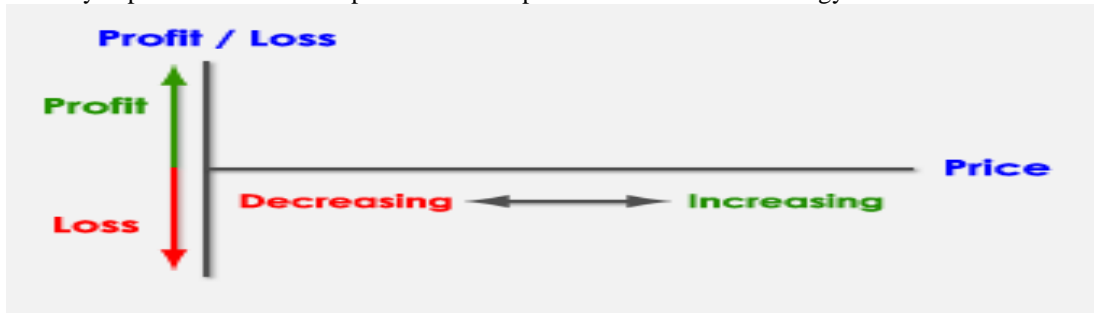 Profit / Loss
Profit
Price
Decreasing Increasing
Loss